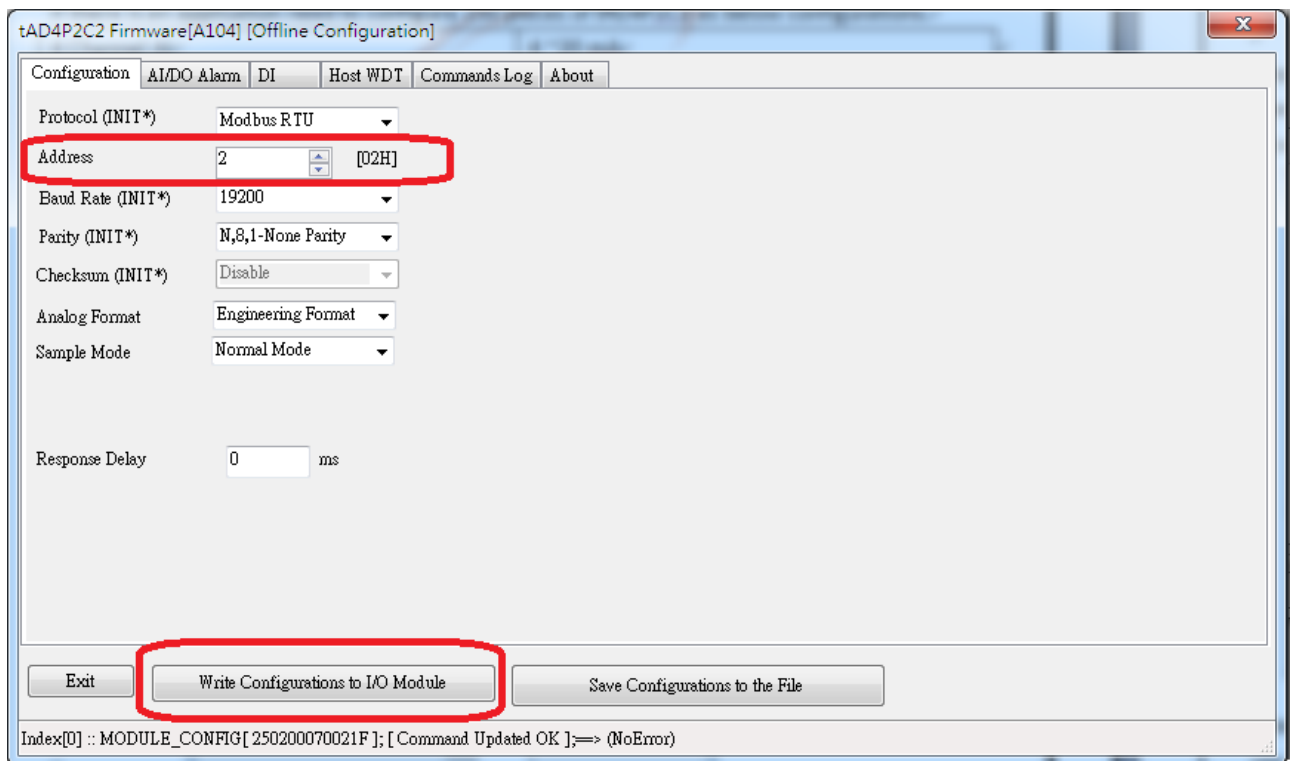 tAD4P2C2 Firmware[A104] [Offline Configuration]
Configuration AI/DO Alarm DI Host WDT Commands Log About
Protocol (INIT*) Modbus RTU
Address 2 [02H]
Baud Rate (INIT*) 19200
Parity (INIT*) N,8,1-None Parity
Checksum (INIT*) Disable
Analog Format Engineering Format
Sample Mode Normal Mode
Response Delay 0 ms
Exit Write Configurations to I/O Module Save Configurations to the File
Index[0] :: MODULE_CONFIG[ 250200070021F ]; [ Command Updated OK ];==> (NoError)